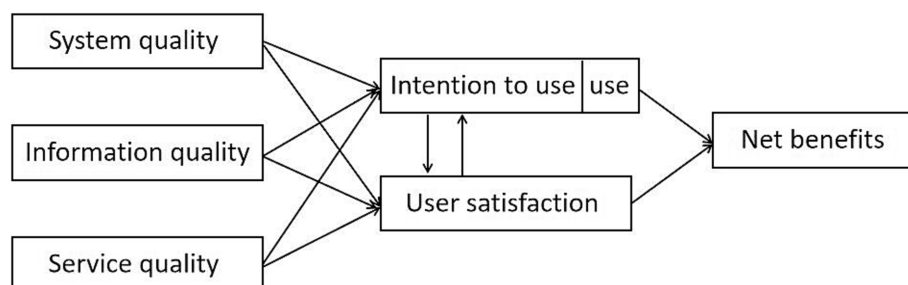 System quality
Information quality
Service quality
Intention to use use
User satisfaction
Net benefits